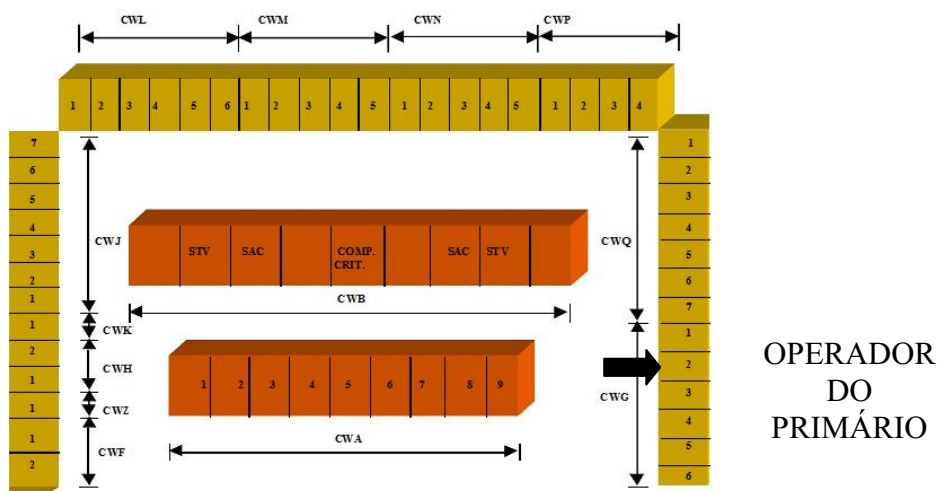 CWL CWM CWN CWP
1 2 3 4 5 6 1 2 3 4 5 1 2 3 4 5 1 2 3 4
7
6
5
4
3
2
1
1
2
1
1
1
2
CWJ
CWK
CWH
CWZ
CWF
STV SAC COMP. SAC STV
CRIT.
CWB
1 2 3 4 5 6 7 8 9
CWA
CWQ
CWG
1
2
3
4
5
6
7
1
2
3
4
5
6
OPERADOR
DO
PRIMÁRIO